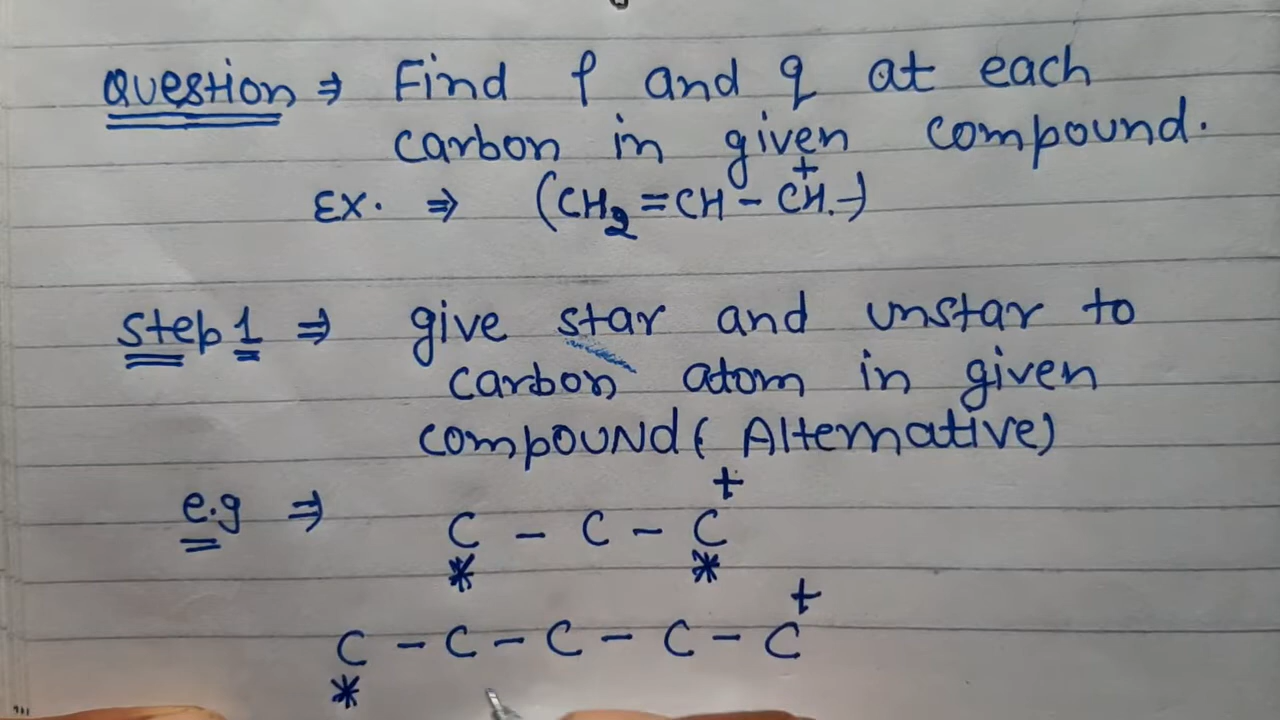 Question ⇒ Find f and q at each
carbon in given compound.
Ex. ⇒ (CH₂=CH-C⁺H.-)
Step 1 ⇒ give star and unstar to
carbon atom in given
compound (Alternative)
e.g ⇒ C - C - C⁺
* *
C - C - C - C - C⁺
*